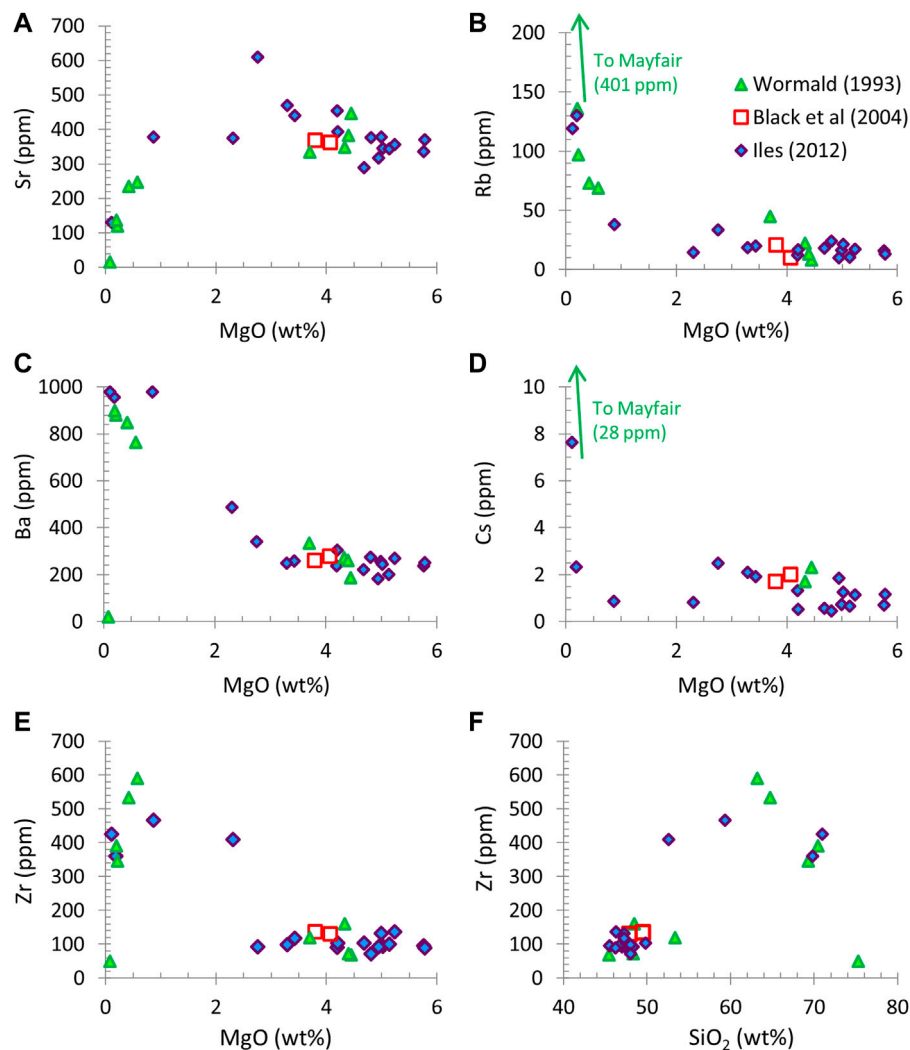 A
Sr (ppm)
700
600
500
400
300
200
100
0
0 2 4 6
MgO (wt%)
B
Rb (ppm)
200
150
100
50
0
0 2 4 6
MgO (wt%)
To Mayfair
(401 ppm)
Wormald (1993)
Black et al (2004)
Iles (2012)
C
Ba (ppm)
1000
800
600
400
200
0
0 2 4 6
MgO (wt%)
D
Cs (ppm)
10
8
6
4
2
0
0 2 4 6
MgO (wt%)
To Mayfair
(28 ppm)
E
Zr (ppm)
700
600
500
400
300
200
100
0
0 2 4 6
MgO (wt%)
F
Zr (ppm)
700
600
500
400
300
200
100
0
40 50 60 70 80
SiO₂ (wt%)